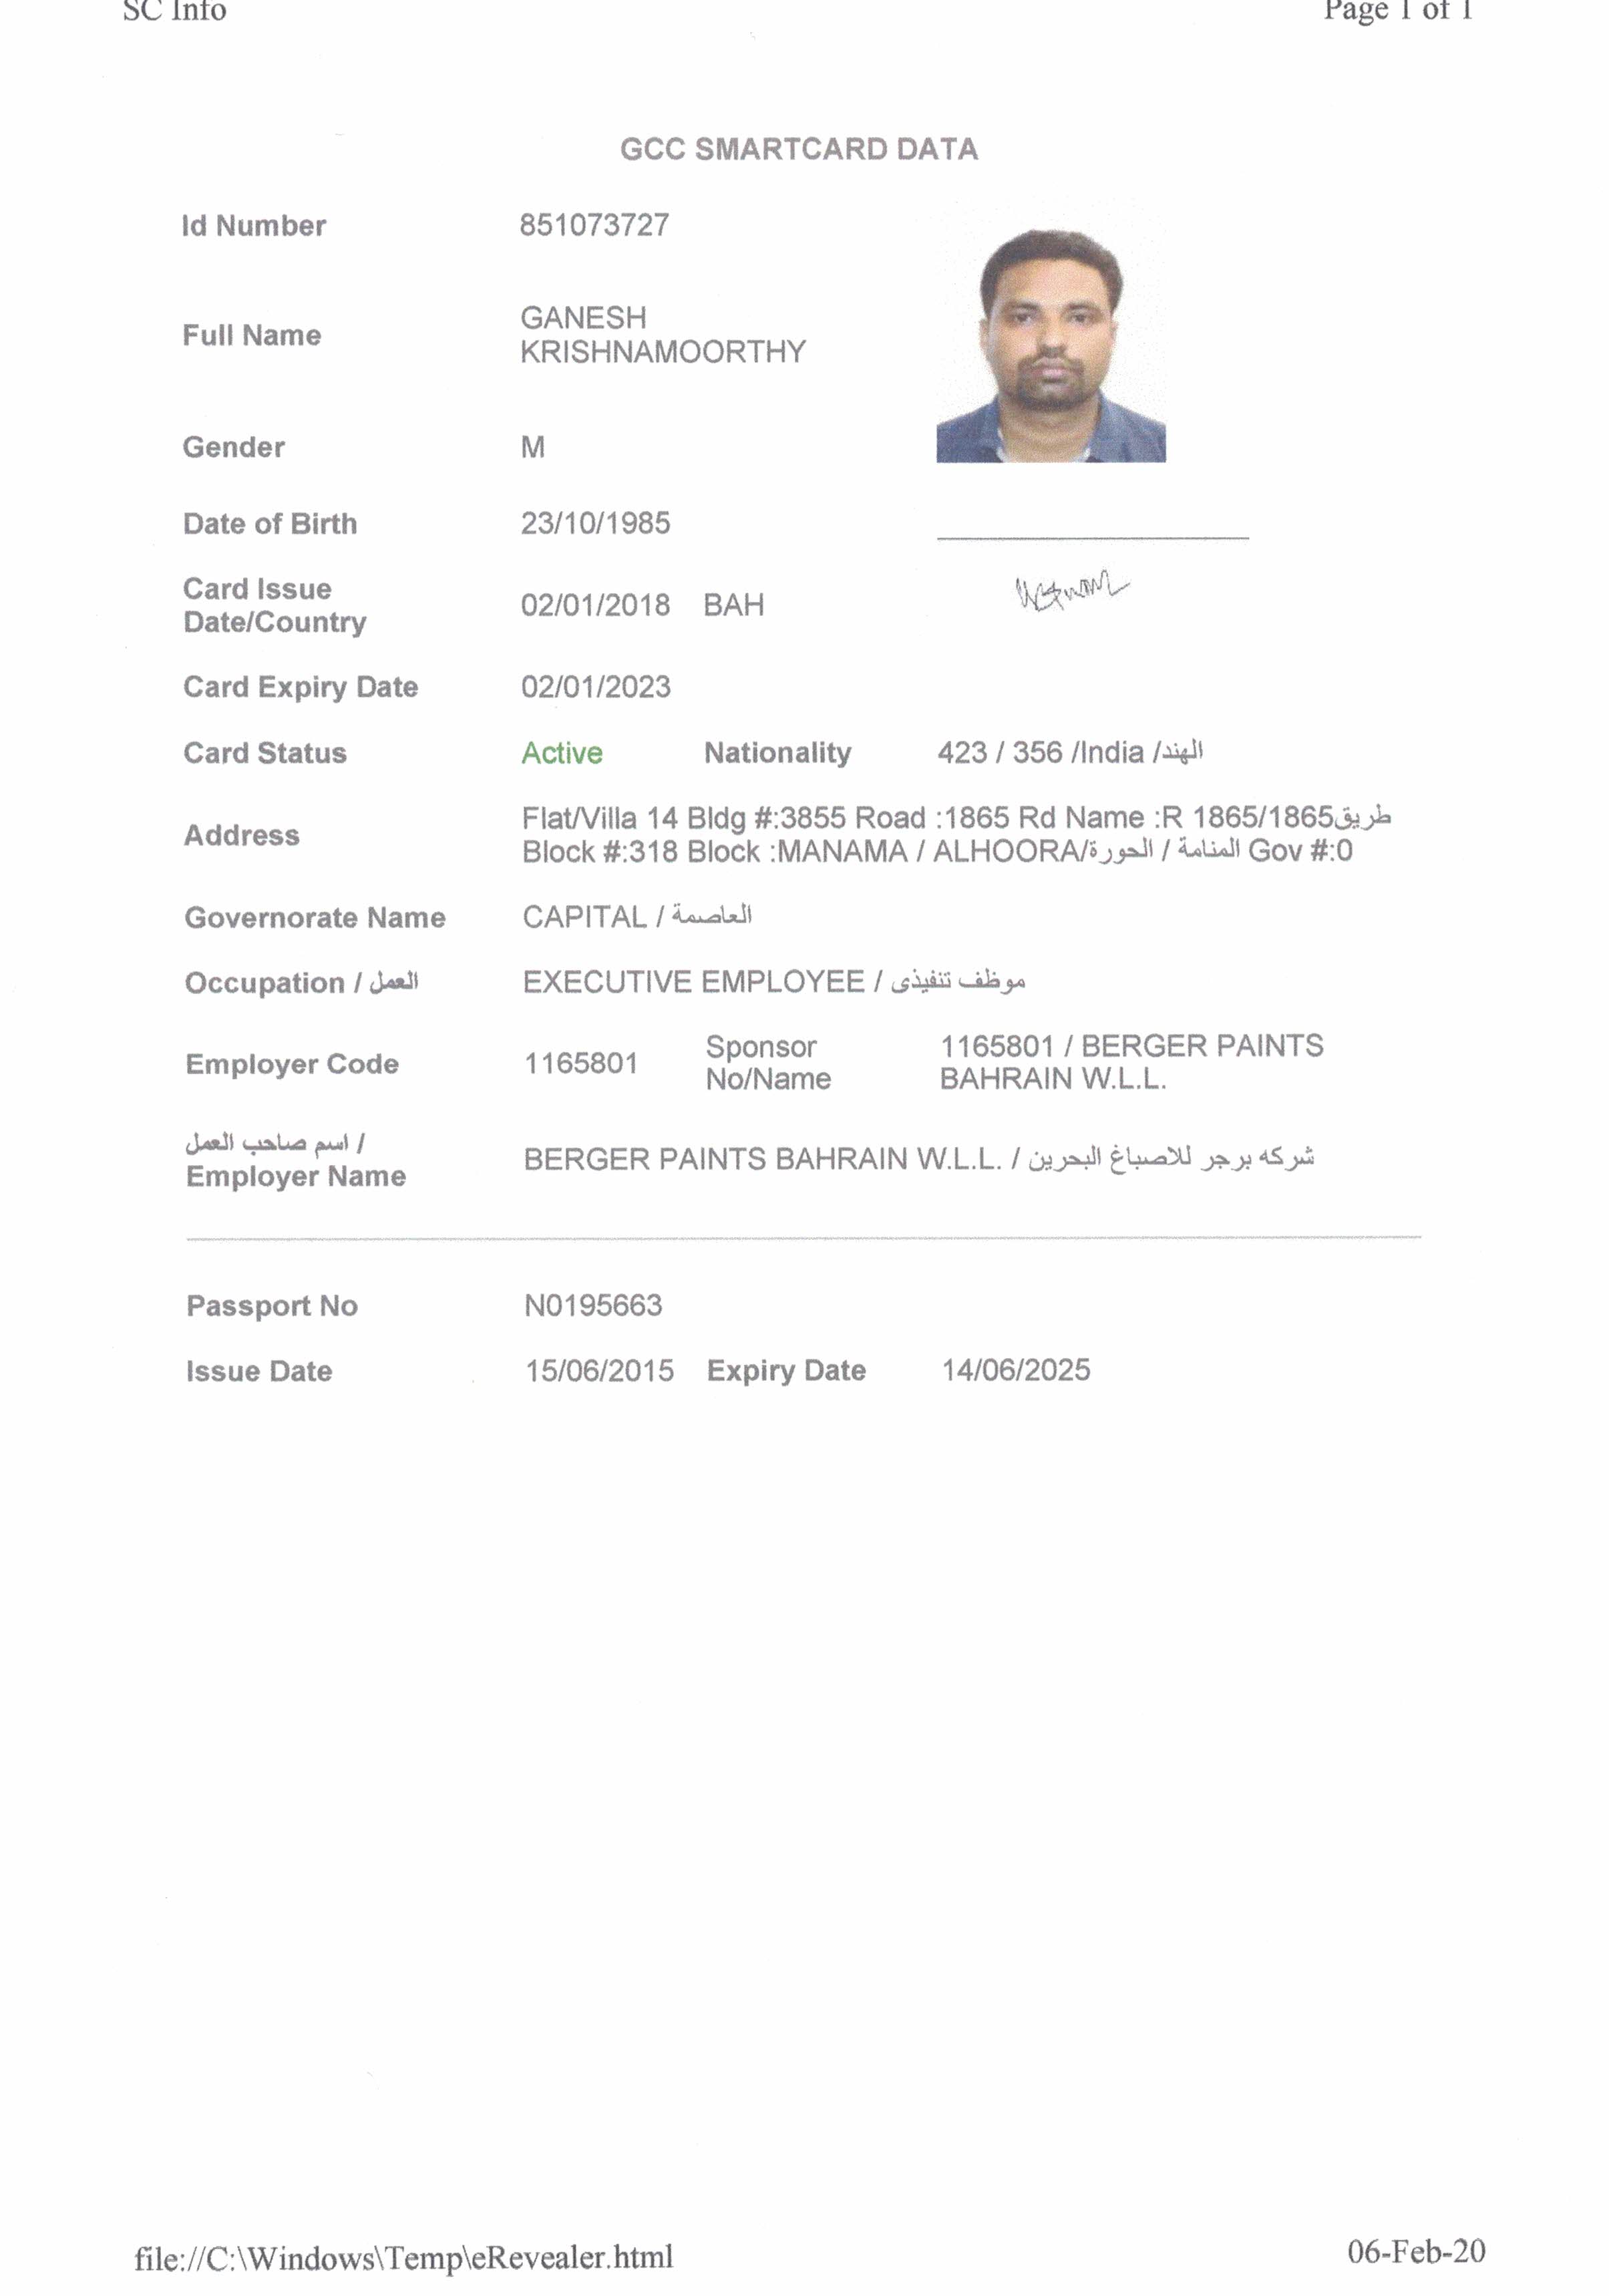 SC Info Page 1 of 1
GCC SMARTCARD DATA
Id Number 851073727
Full Name GANESH
KRISHNAMOORTHY
Gender M
Date of Birth 23/10/1985
Card Issue
Date/Country 02/01/2018 BAH
Card Expiry Date 02/01/2023
Card Status Active Nationality 423 / 356 /India /الهند
Address Flat/Villa 14 Bldg #:3855 Road :1865 Rd Name :R 1865/1865طريق
Block #:318 Block :MANAMA / ALHOORA/المنامة / الحورة Gov #:0
Governorate Name CAPITAL / العاصمة
Occupation / العمل EXECUTIVE EMPLOYEE / موظف تنفيذى
Employer Code 1165801 Sponsor No/Name 1165801 / BERGER PAINTS
BAHRAIN W.L.L.
اسم صاحب العمل /
Employer Name BERGER PAINTS BAHRAIN W.L.L. / شركه برجر للاصباغ البحرين
Passport No N0195663
Issue Date 15/06/2015 Expiry Date 14/06/2025
file://C:\Windows\Temp\eRevealer.html 06-Feb-20